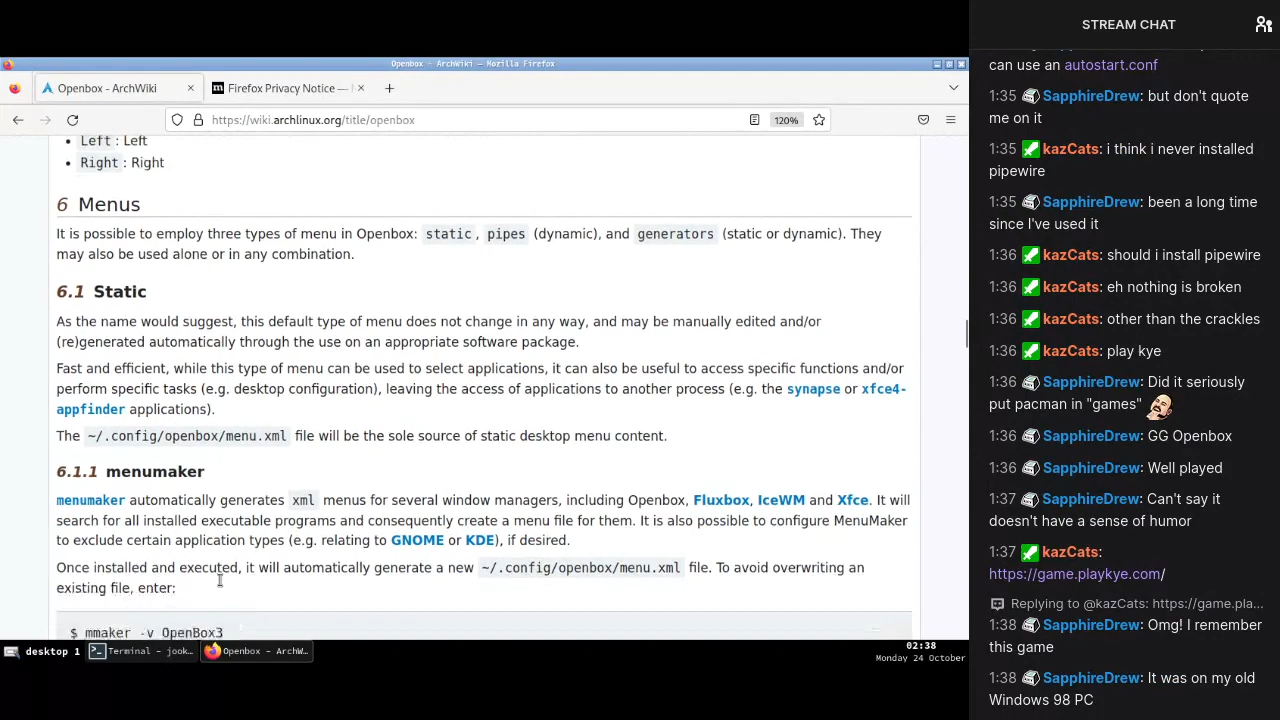 Openbox - ArchWiki — Mozilla Firefox
Openbox - ArchWiki
Firefox Privacy Notice —
https://wiki.archlinux.org/title/openbox
120%
Left : Left
Right : Right
6 Menus
It is possible to employ three types of menu in Openbox: static, pipes (dynamic), and generators (static or dynamic). They
may also be used alone or in any combination.
6.1 Static
As the name would suggest, this default type of menu does not change in any way, and may be manually edited and/or
(re)generated automatically through the use on an appropriate software package.
Fast and efficient, while this type of menu can be used to select applications, it can also be useful to access specific functions and/or
perform specific tasks (e.g. desktop configuration), leaving the access of applications to another process (e.g. the synapse or xfce4-
appfinder applications).
The ~/.config/openbox/menu.xml file will be the sole source of static desktop menu content.
6.1.1 menumaker
menumaker automatically generates xml menus for several window managers, including Openbox, Fluxbox, IceWM and Xfce. It will
search for all installed executable programs and consequently create a menu file for them. It is also possible to configure MenuMaker
to exclude certain application types (e.g. relating to GNOME or KDE), if desired.
Once installed and executed, it will automatically generate a new ~/.config/openbox/menu.xml file. To avoid overwriting an
existing file, enter:
$ mmaker -v OpenBox3
desktop 1
Terminal - jook...
Openbox - ArchW...
02:38
Monday 24 October
STREAM CHAT
can use an autostart.conf
1:35 SapphireDrew: but don't quote
me on it
1:35 kazCats: i think i never installed
pipewire
1:35 SapphireDrew: been a long time
since I've used it
1:36 kazCats: should i install pipewire
1:36 kazCats: eh nothing is broken
1:36 kazCats: other than the crackles
1:36 kazCats: play kye
1:36 SapphireDrew: Did it seriously
put pacman in "games"
1:36 SapphireDrew: GG Openbox
1:36 SapphireDrew: Well played
1:37 SapphireDrew: Can't say it
doesn't have a sense of humor
1:37 kazCats:
https://game.playkye.com/
Replying to @kazCats: https://game.pla...
1:38 SapphireDrew: Omg! I remember
this game
1:38 SapphireDrew: It was on my old
Windows 98 PC